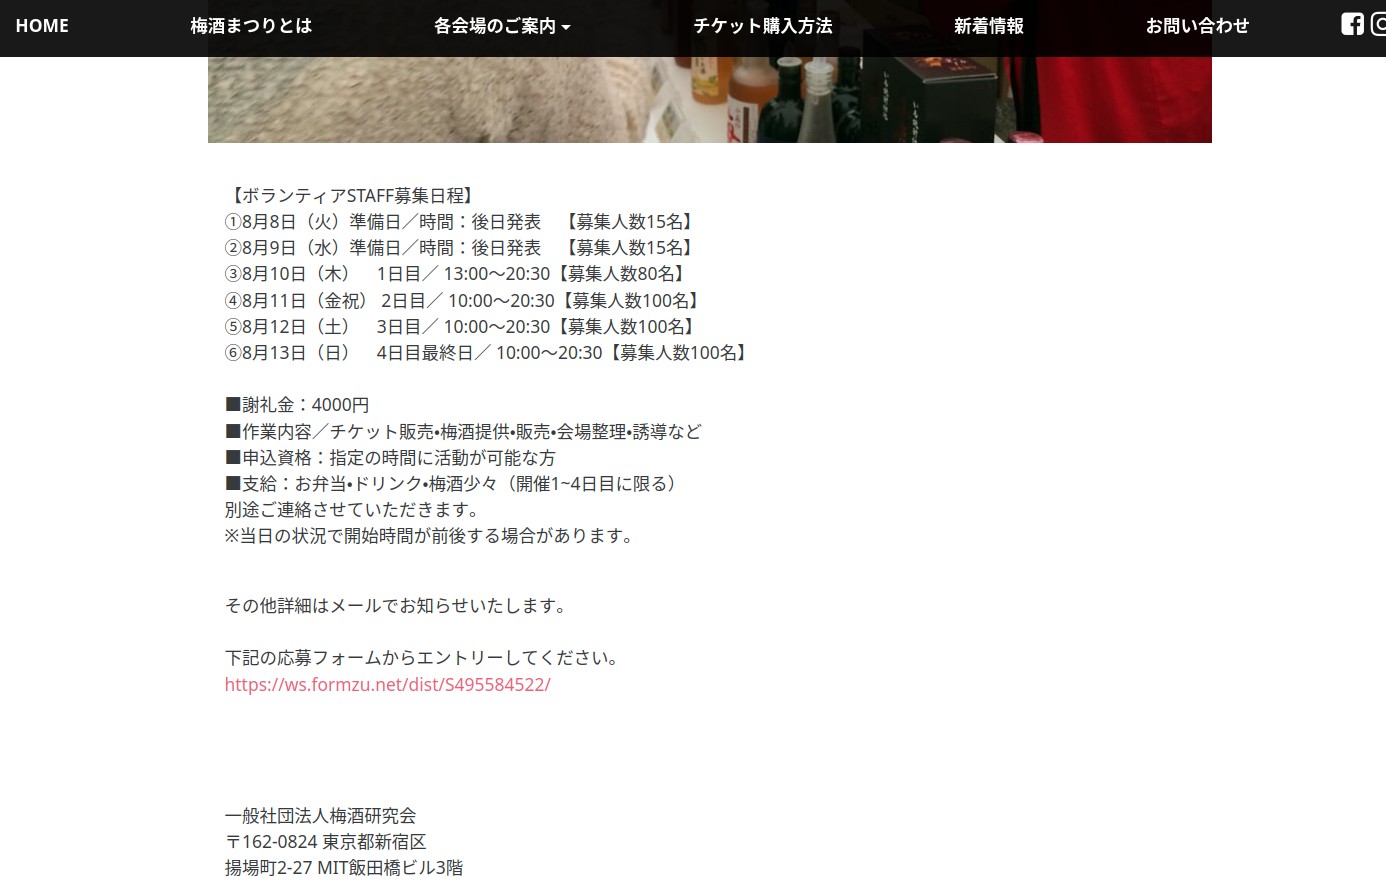 HOME 梅酒まつりとは 各会場のご案内 チケット購入方法 新着情報 お問い合わせ
【ボランティアSTAFF募集日程】
①8月8日（火）準備日／時間：後日発表　【募集人数15名】
②8月9日（水）準備日／時間：後日発表　【募集人数15名】
③8月10日（木）　1日目／ 13:00～20:30【募集人数80名】
④8月11日（金祝） 2日目／ 10:00～20:30【募集人数100名】
⑤8月12日（土）　3日目／ 10:00～20:30【募集人数100名】
⑥8月13日（日）　4日目最終日／ 10:00～20:30【募集人数100名】
■謝礼金：4000円
■作業内容／チケット販売•梅酒提供•販売•会場整理•誘導など
■申込資格：指定の時間に活動が可能な方
■支給：お弁当•ドリンク•梅酒少々（開催1~4日目に限る）
別途ご連絡させていただきます。
※当日の状況で開始時間が前後する場合があります。
その他詳細はメールでお知らせいたします。
下記の応募フォームからエントリーしてください。
https://ws.formzu.net/dist/S495584522/
一般社団法人梅酒研究会
〒162-0824 東京都新宿区
揚場町2-27 MIT飯田橋ビル3階